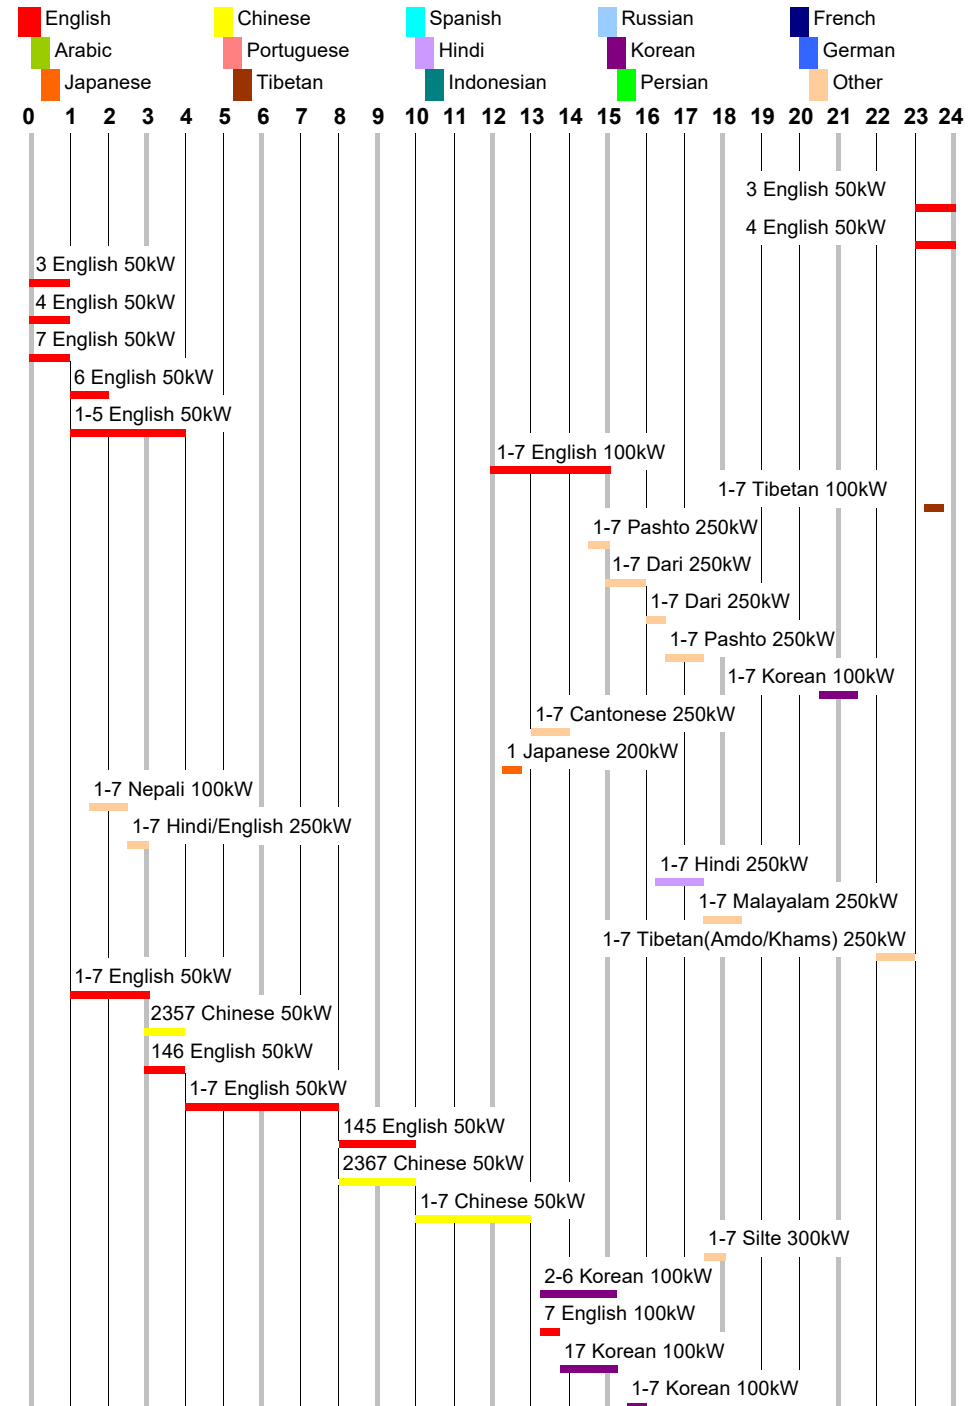 English Chinese Spanish Russian French
Arabic Portuguese Hindi Korean German
Japanese Tibetan Indonesian Persian Other
0 1 2 3 4 5 6 7 8 9 10 11 12 13 14 15 16 17 18 19 20 21 22 23 24
3 English 50kW
4 English 50kW
3 English 50kW
4 English 50kW
7 English 50kW
6 English 50kW
1-5 English 50kW
1-7 English 100kW
1-7 Tibetan 100kW
1-7 Pashto 250kW
1-7 Dari 250kW
1-7 Dari 250kW
1-7 Pashto 250kW
1-7 Korean 100kW
1-7 Cantonese 250kW
1 Japanese 200kW
1-7 Nepali 100kW
1-7 Hindi/English 250kW
1-7 Hindi 250kW
1-7 Malayalam 250kW
1-7 Tibetan(Amdo/Khams) 250kW
1-7 English 50kW
2357 Chinese 50kW
146 English 50kW
1-7 English 50kW
145 English 50kW
2367 Chinese 50kW
1-7 Chinese 50kW
1-7 Silte 300kW
2-6 Korean 100kW
7 English 100kW
17 Korean 100kW
1-7 Korean 100kW